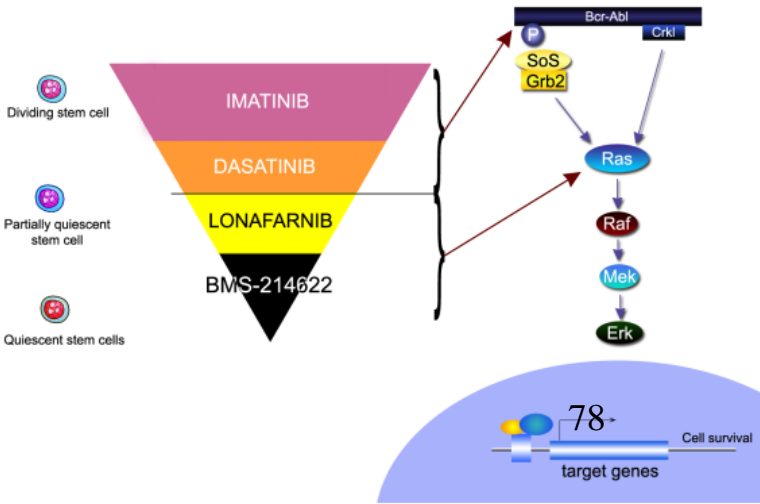 Dividing stem cell
Partially quiescent
stem cell
Quiescent stem cells
IMATINIB
DASATINIB
LONAFARNIB
BMS-214622
Bcr-Abl
P
Crkl
SoS
Grb2
Ras
Raf
Mek
Erk
78
Cell survival
target genes